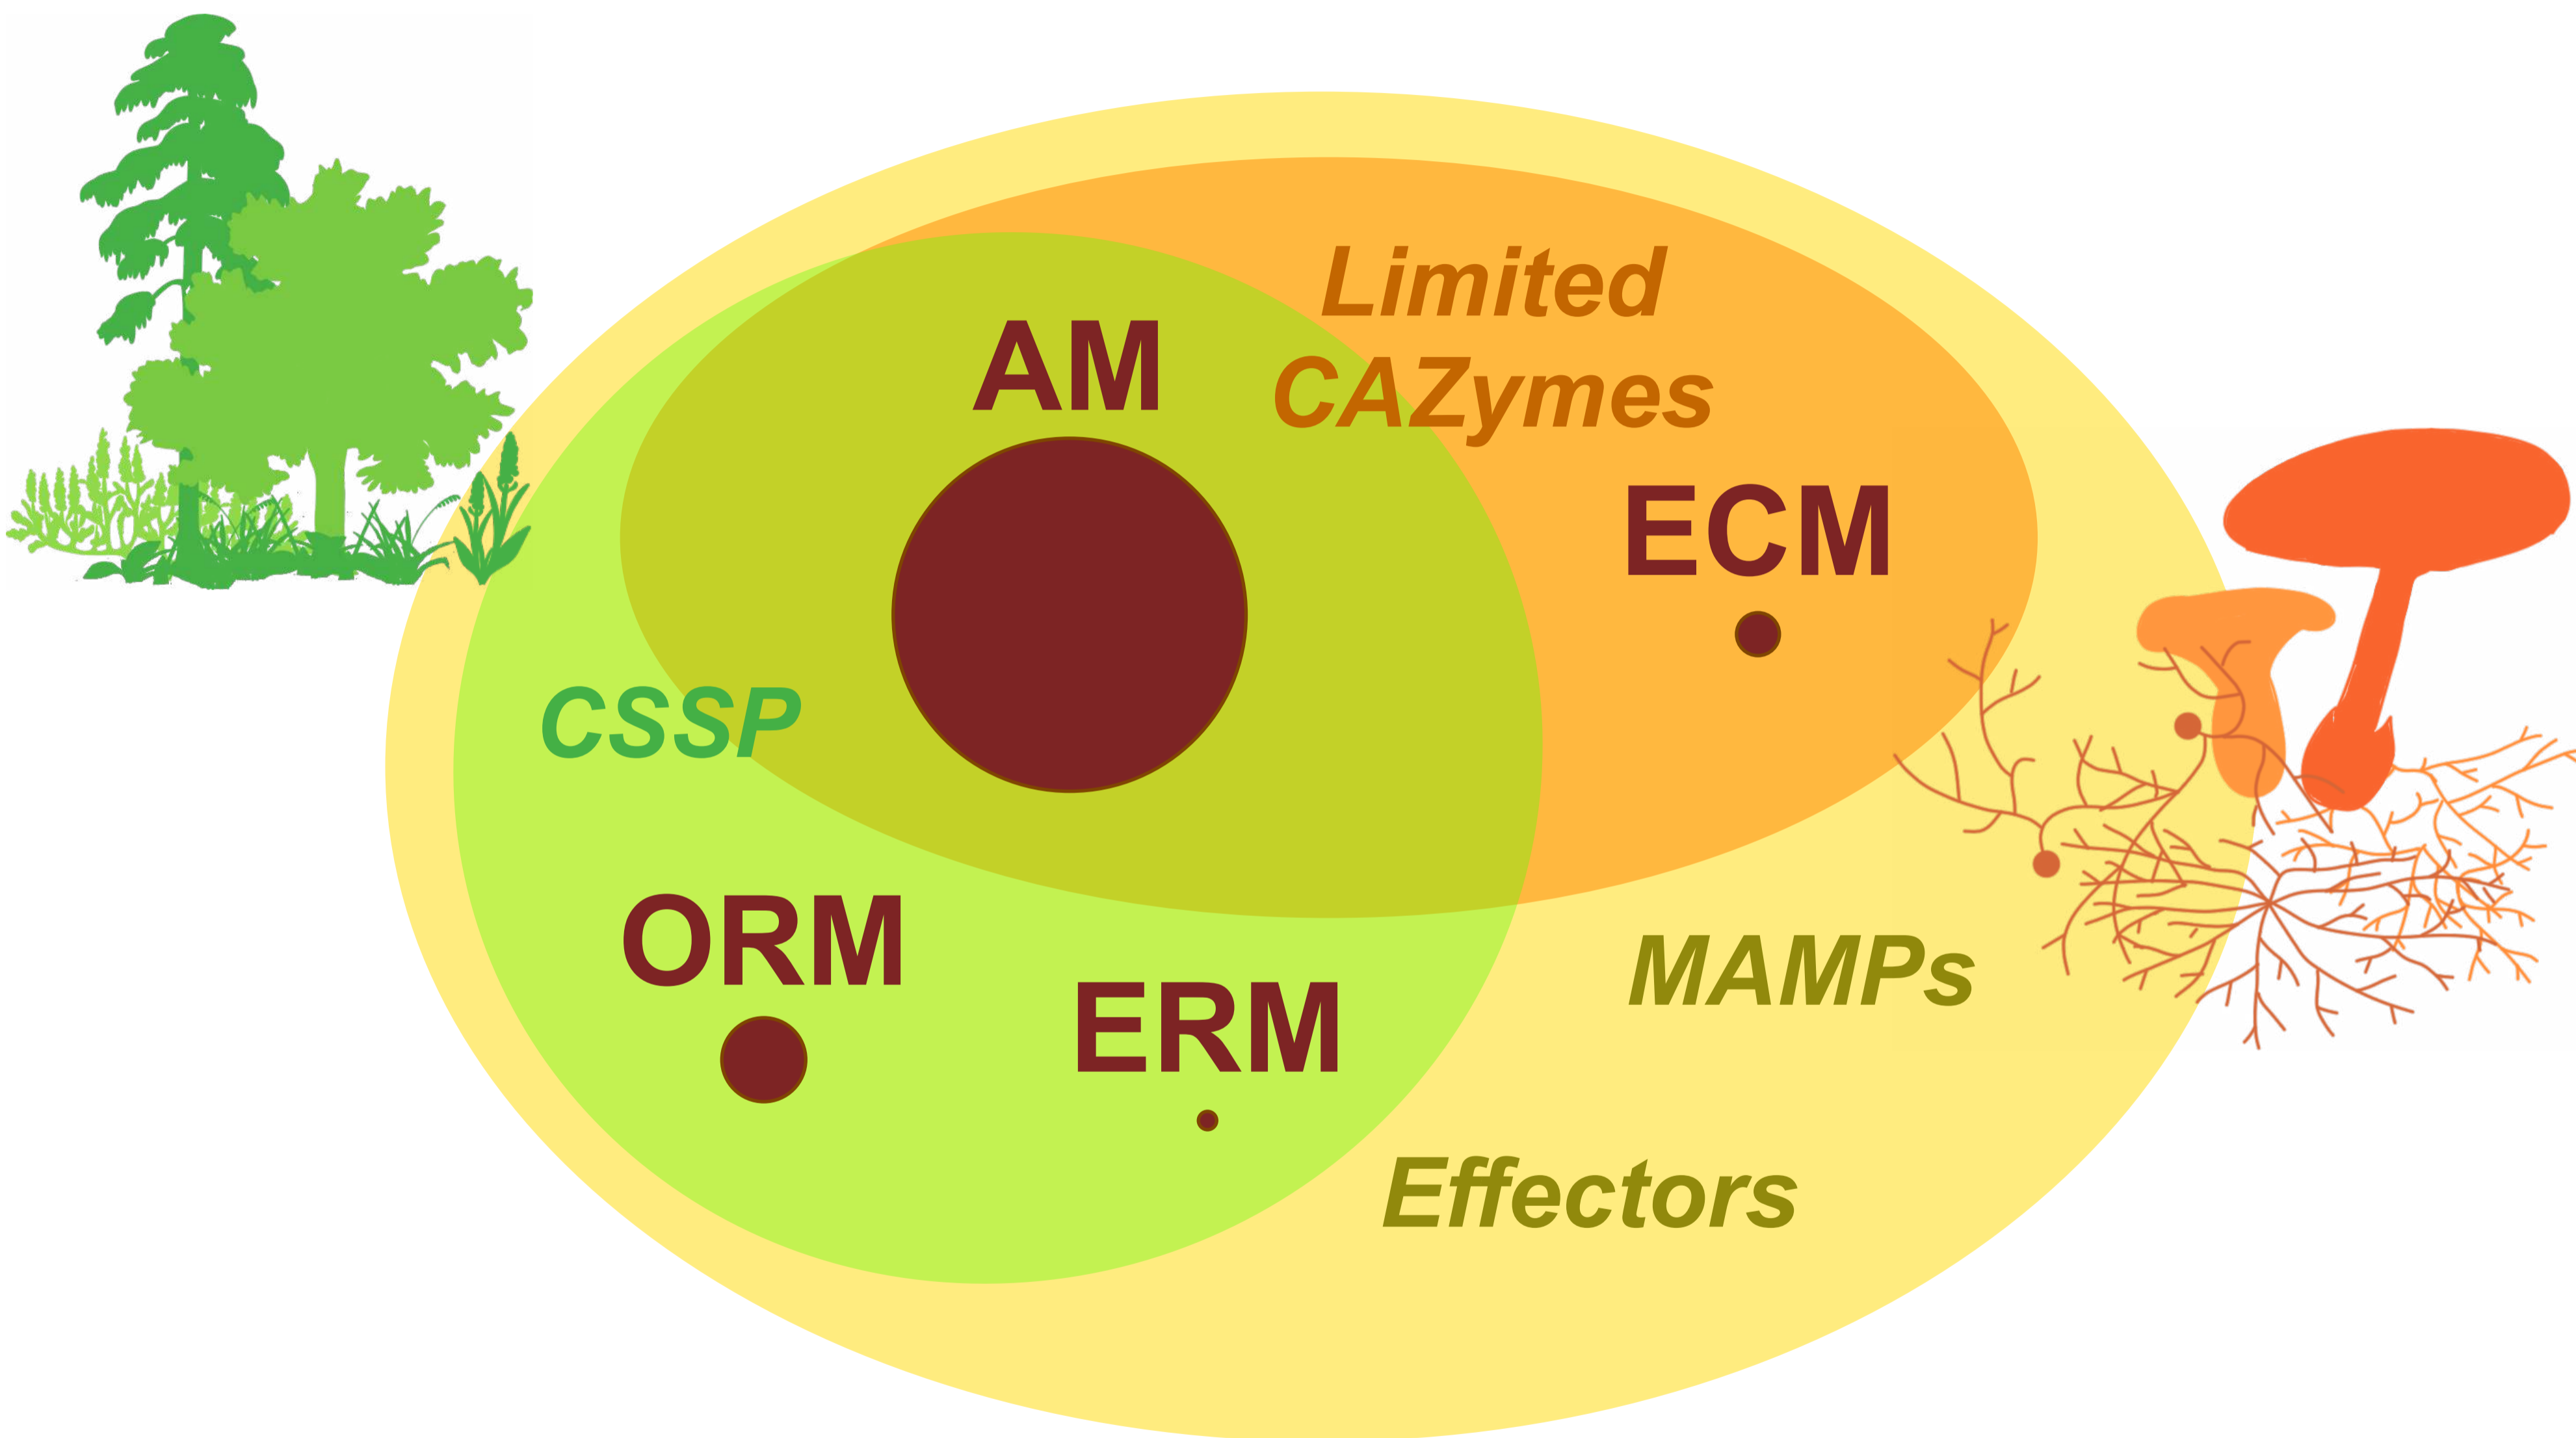 Limited
CAZymes
AM
ECM
CSSP
ORM
ERM
MAMPs
Effectors